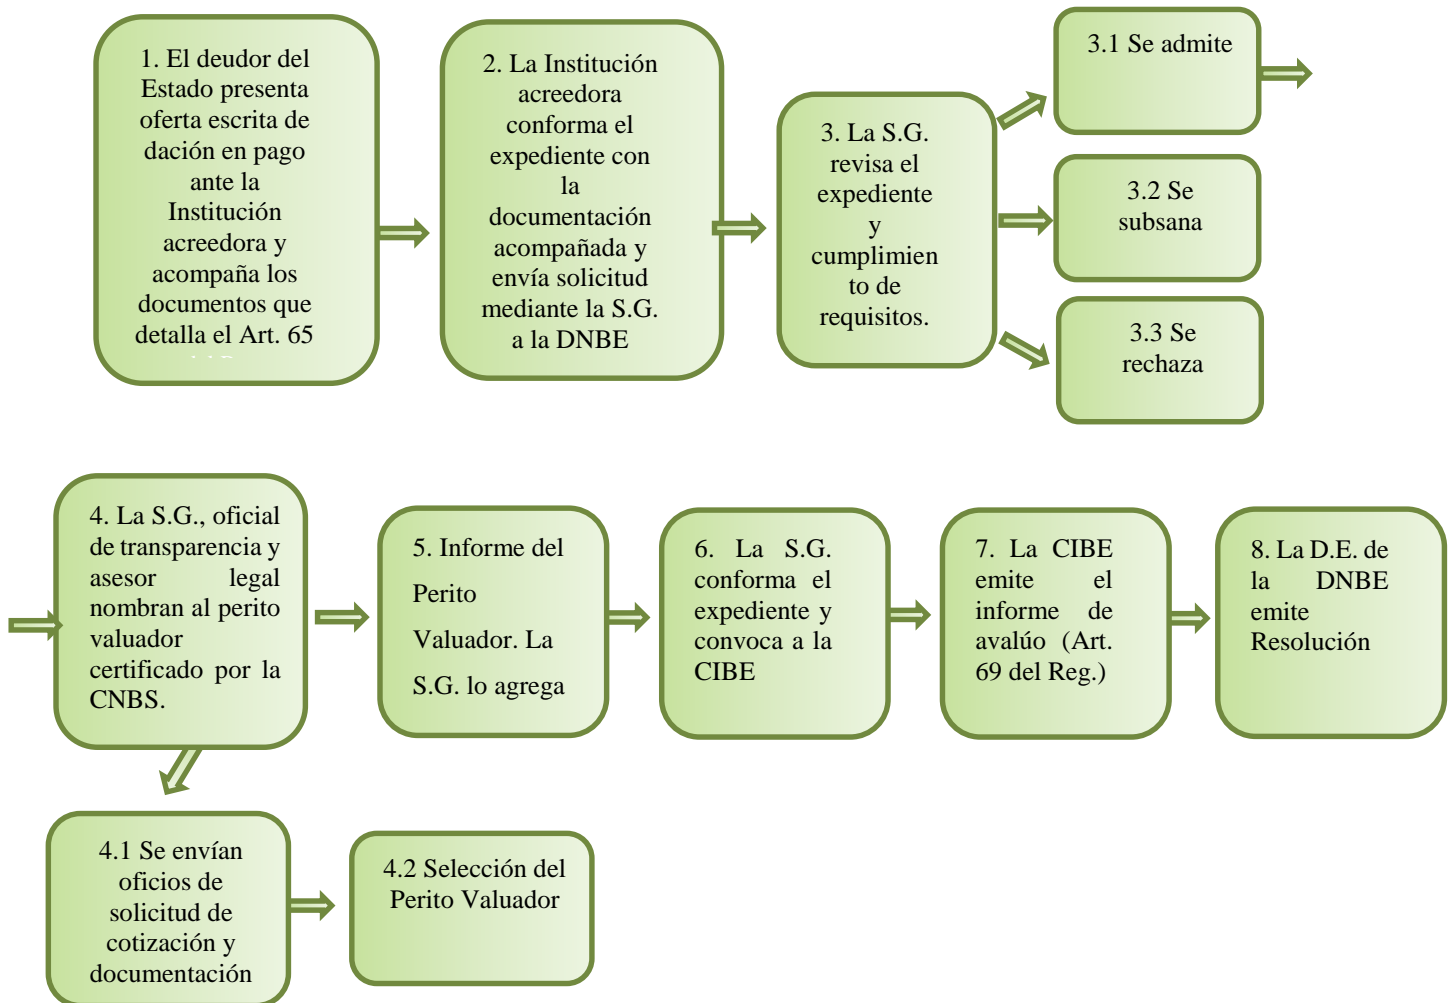 1. El deudor del
Estado presenta
oferta escrita de
dación en pago
ante la
Institución
acreedora y
acompaña los
documentos que
detalla el Art. 65
2. La Institución
acreedora
conforma el
expediente con
la
documentación
acompañada y
envía solicitud
mediante la S.G.
a la DNBE
3. La S.G.
revisa el
expediente
y
cumplimien
to de
requisitos.
3.1 Se admite
3.2 Se
subsana
3.3 Se
rechaza
4. La S.G., oficial
de transparencia y
asesor legal
nombran al perito
valuador
certificado por la
CNBS.
5. Informe del
Perito
Valuador. La
S.G. lo agrega
6. La S.G.
conforma el
expediente y
convoca a la
CIBE
7. La CIBE
emite el
informe de
avalúo (Art.
69 del Reg.)
8. La D.E. de
la DNBE
emite
Resolución
4.1 Se envían
oficios de
solicitud de
cotización y
documentación
4.2 Selección del
Perito Valuador